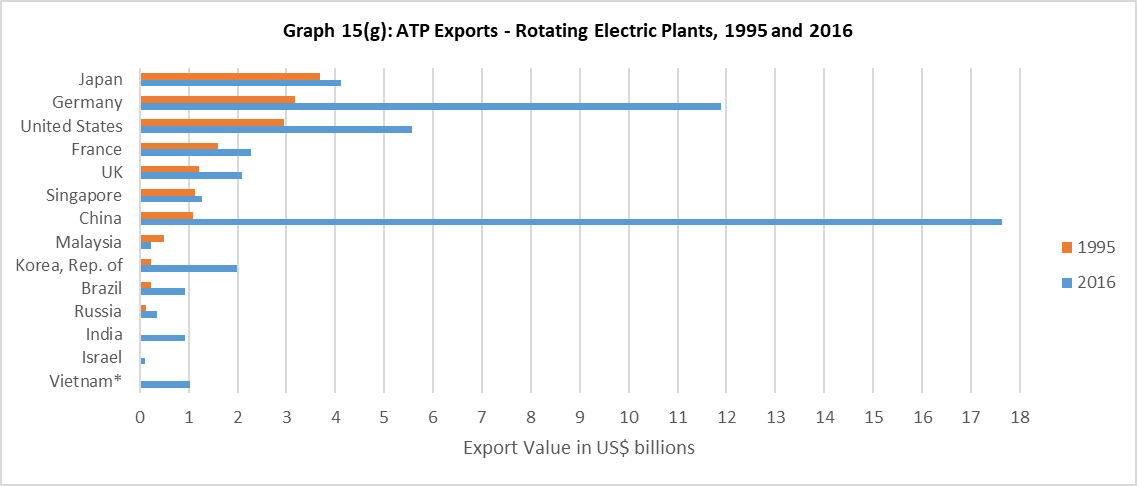 Graph 15(g): ATP Exports - Rotating Electric Plants, 1995 and 2016
Japan
Germany
United States
France
UK
Singapore
China
Malaysia
Korea, Rep. of
Brazil
Russia
India
Israel
Vietnam*
0 1 2 3 4 5 6 7 8 9 10 11 12 13 14 15 16 17 18
Export Value in US$ billions
1995
2016